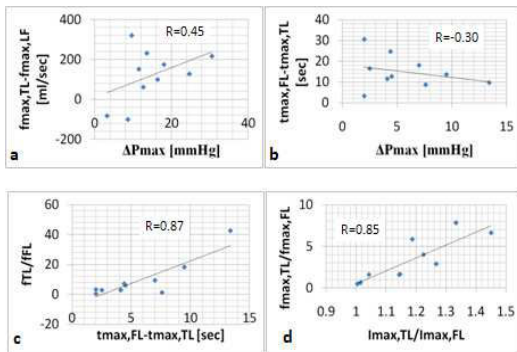 fmax,TL-fmax,LF
[ml/sec]
400
200
0
-200
0
20
40
R=0.45
a
ΔPmax [mmHg]
tmax,FL-tmax,TL
[sec]
40
30
20
10
0
0
5
10
15
R=-0.30
b
ΔPmax [mmHg]
fTL/fFL
60
40
20
0
-20
0
5
10
15
R=0.87
c
tmax,FL-tmax,TL [sec]
fmax,TL/fmax,FL
10
5
0
0.9
1
1.1
1.2
1.3
1.4
1.5
R=0.85
d
Imax,TL/Imax,FL